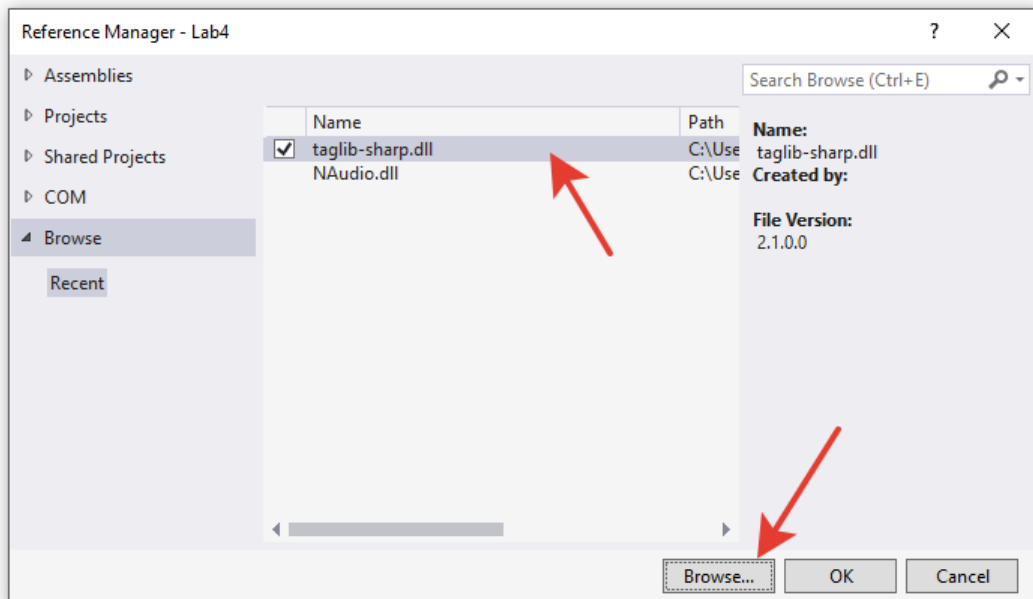 Reference Manager - Lab4
?
Assemblies
Projects
Shared Projects
COM
Browse
Recent
Name Path
taglib-sharp.dll C:\Use
NAudio.dll C:\Use
Search Browse (Ctrl+E)
Name:
taglib-sharp.dll
Created by:
File Version:
2.1.0.0
Browse... OK Cancel